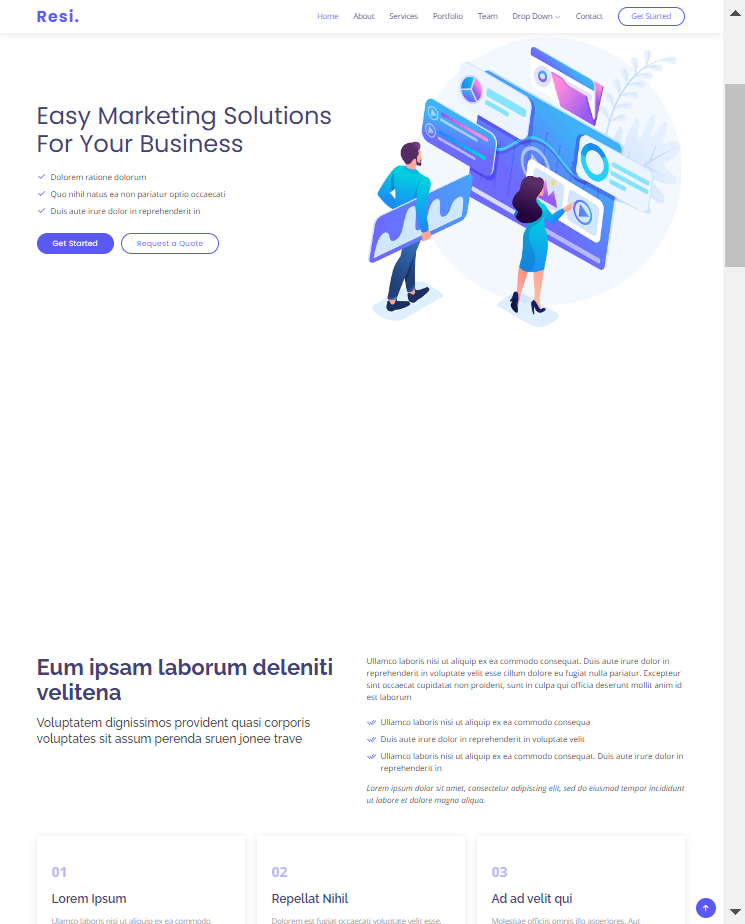 Resi.
Home About Services Portfolio Team Drop Down Contact Get Started
Easy Marketing Solutions
For Your Business
Dolorem ratione dolorum
Quo nihil natus ea non pariatur optio occaecati
Duis aute irure dolor in reprehenderit in
Get Started Request a Quote
Eum ipsam laborum deleniti
velitena
Voluptatem dignissimos provident quasi corporis
voluptates sit assum perenda sruen jonee trave
Ullamco laboris nisi ut aliquip ex ea commodo consequat. Duis aute irure dolor in
reprehenderit in voluptate velit esse cillum dolore eu fugiat nulla pariatur. Excepteur
sint occaecat cupidatat non proident, sunt in culpa qui officia deserunt mollit anim id
est laborum
Ullamco laboris nisi ut aliquip ex ea commodo consequa
Duis aute irure dolor in reprehenderit in voluptate velit
Ullamco laboris nisi ut aliquip ex ea commodo consequat. Duis aute irure dolor in
reprehenderit in
Lorem ipsum dolor sit amet, consectetur adipiscing elit, sed do eiusmod tempor incididunt
ut labore et dolore magna aliqua.
01
Lorem Ipsum
Ulamco laboris nisi ut aliquip ex ea commodo
02
Repellat Nihil
Dolorem est fugiat occaecati voluptate velit esse.
03
Ad ad velit qui
Molestiae officiis omnis illo asperiores. Aut